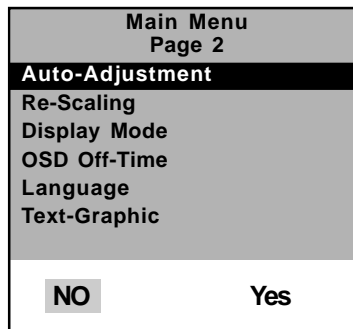 Main Menu
Page 2
Auto-Adjustment
Re-Scaling
Display Mode
OSD Off-Time
Language
Text-Graphic
NO Yes